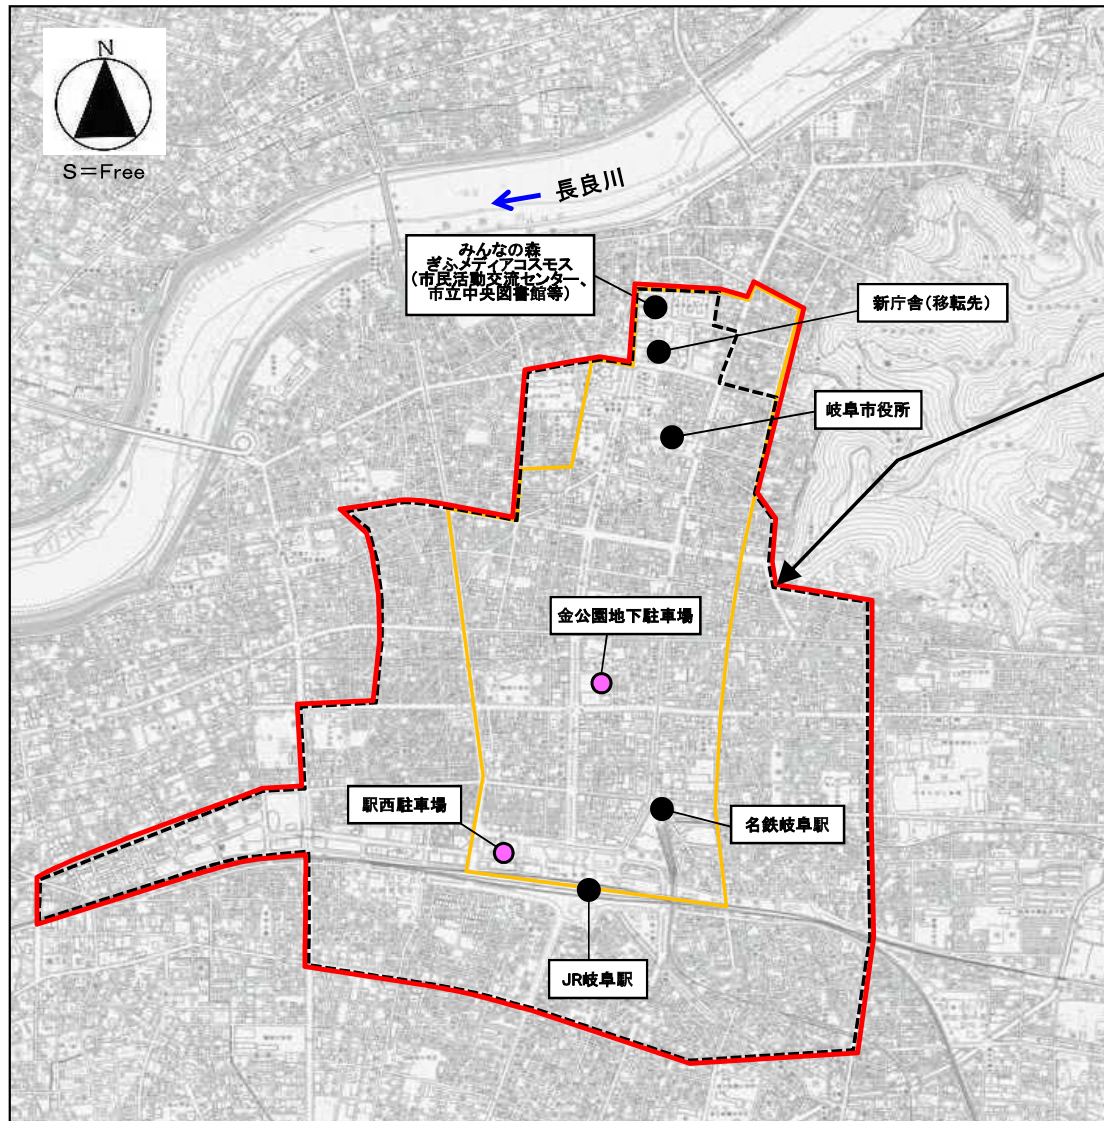 N
S=Free
長良川
みんなの森
ぎふメディアコスモス
(市民活動交流センター、
市立中央図書館等)
新庁舎(移転先)
岐阜市役所
金公園地下駐車場
駅西駐車場
名鉄岐阜駅
JR岐阜駅